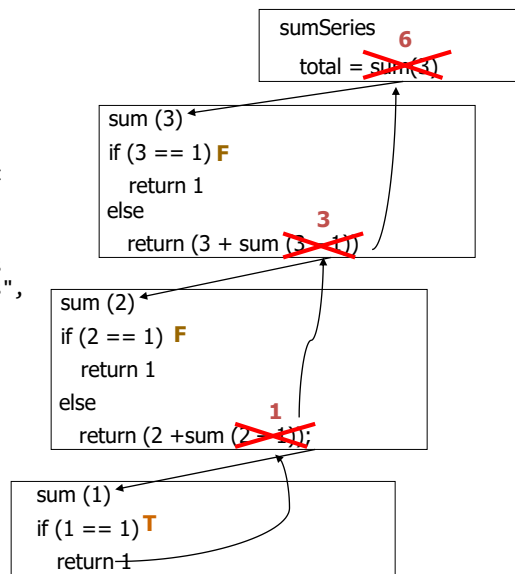 sumSeries
6
total = sum(3)
sum (3)
if (3 == 1) F
:
return 1
else
3
return (3 + sum (3 - 1))
",
sum (2)
if (2 == 1) F
return 1
else
1
return (2 +sum (2 - 1));
sum (1)
if (1 == 1) T
return 1